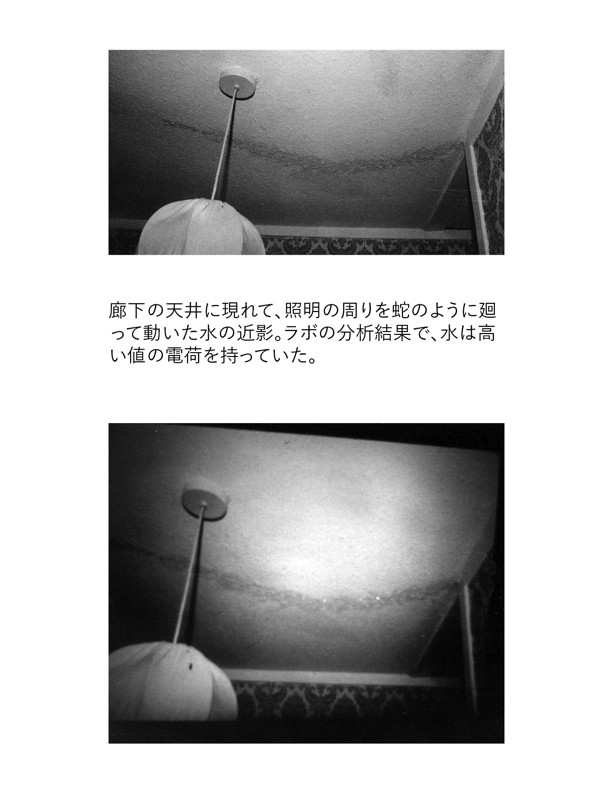 廊下の天井に現れて、照明の周りを蛇のように廻
って動いた水の近影。ラボの分析結果で、水は高
い値の電荷を持っていた。